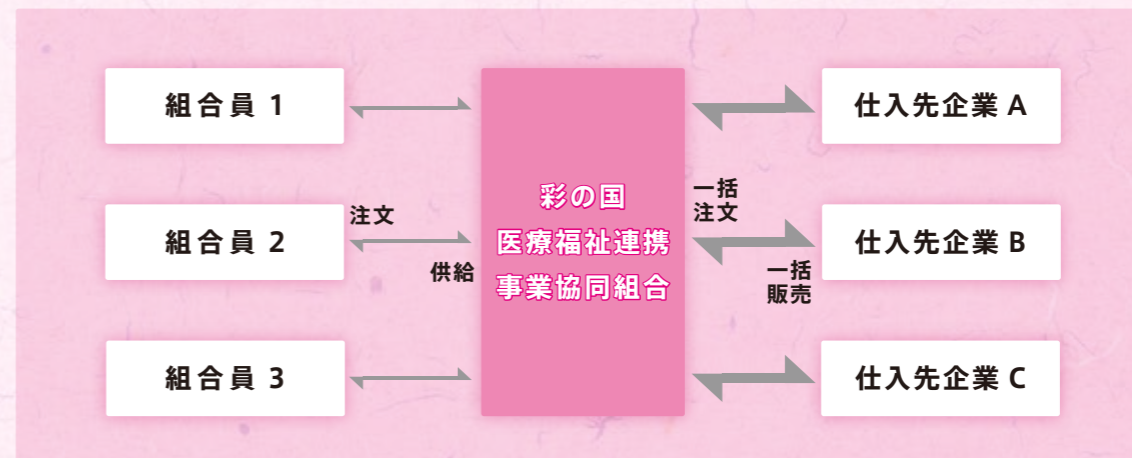 組合員 1
組合員 2
組合員 3
注文
供給
彩の国
医療福祉連携
事業協同組合
一括
注文
一括
販売
仕入先企業 A
仕入先企業 B
仕入先企業 C